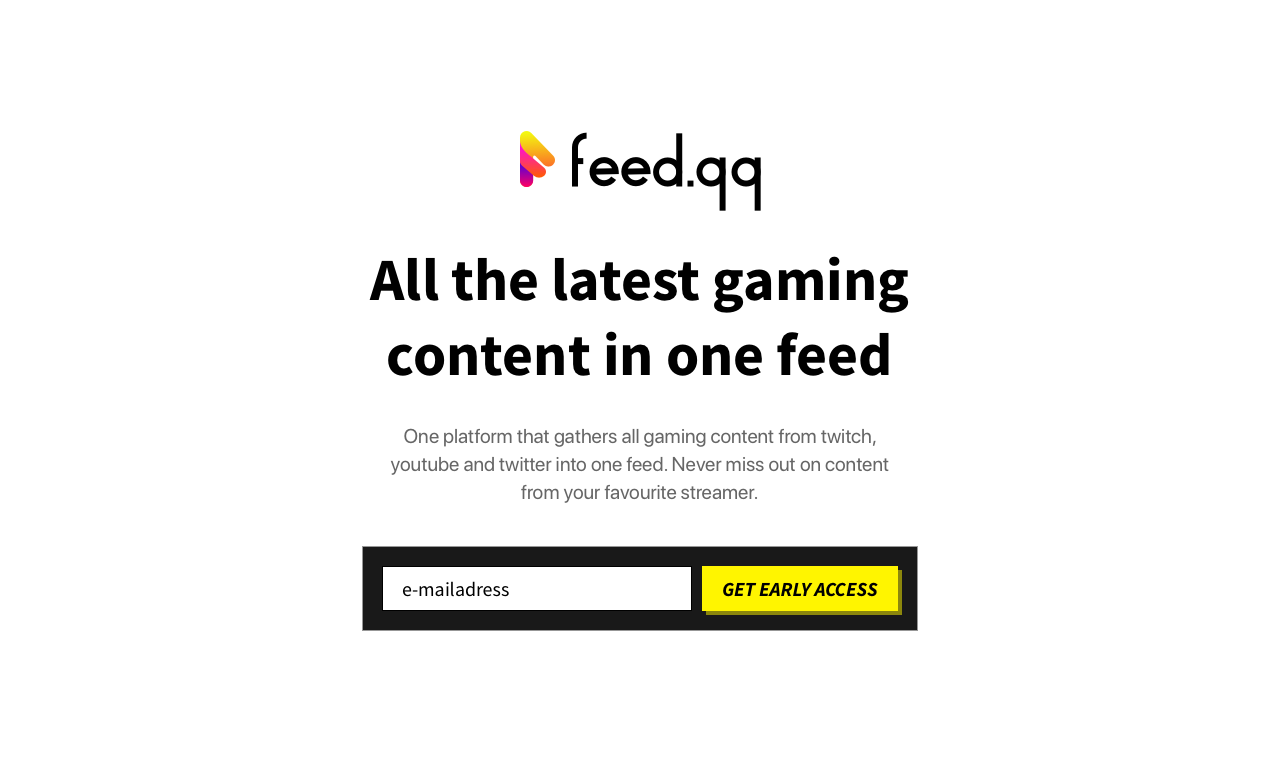 feed.qq
All the latest gaming
content in one feed
One platform that gathers all gaming content from twitch,
youtube and twitter into one feed. Never miss out on content
from your favourite streamer.
e-mailadress
GET EARLY ACCESS